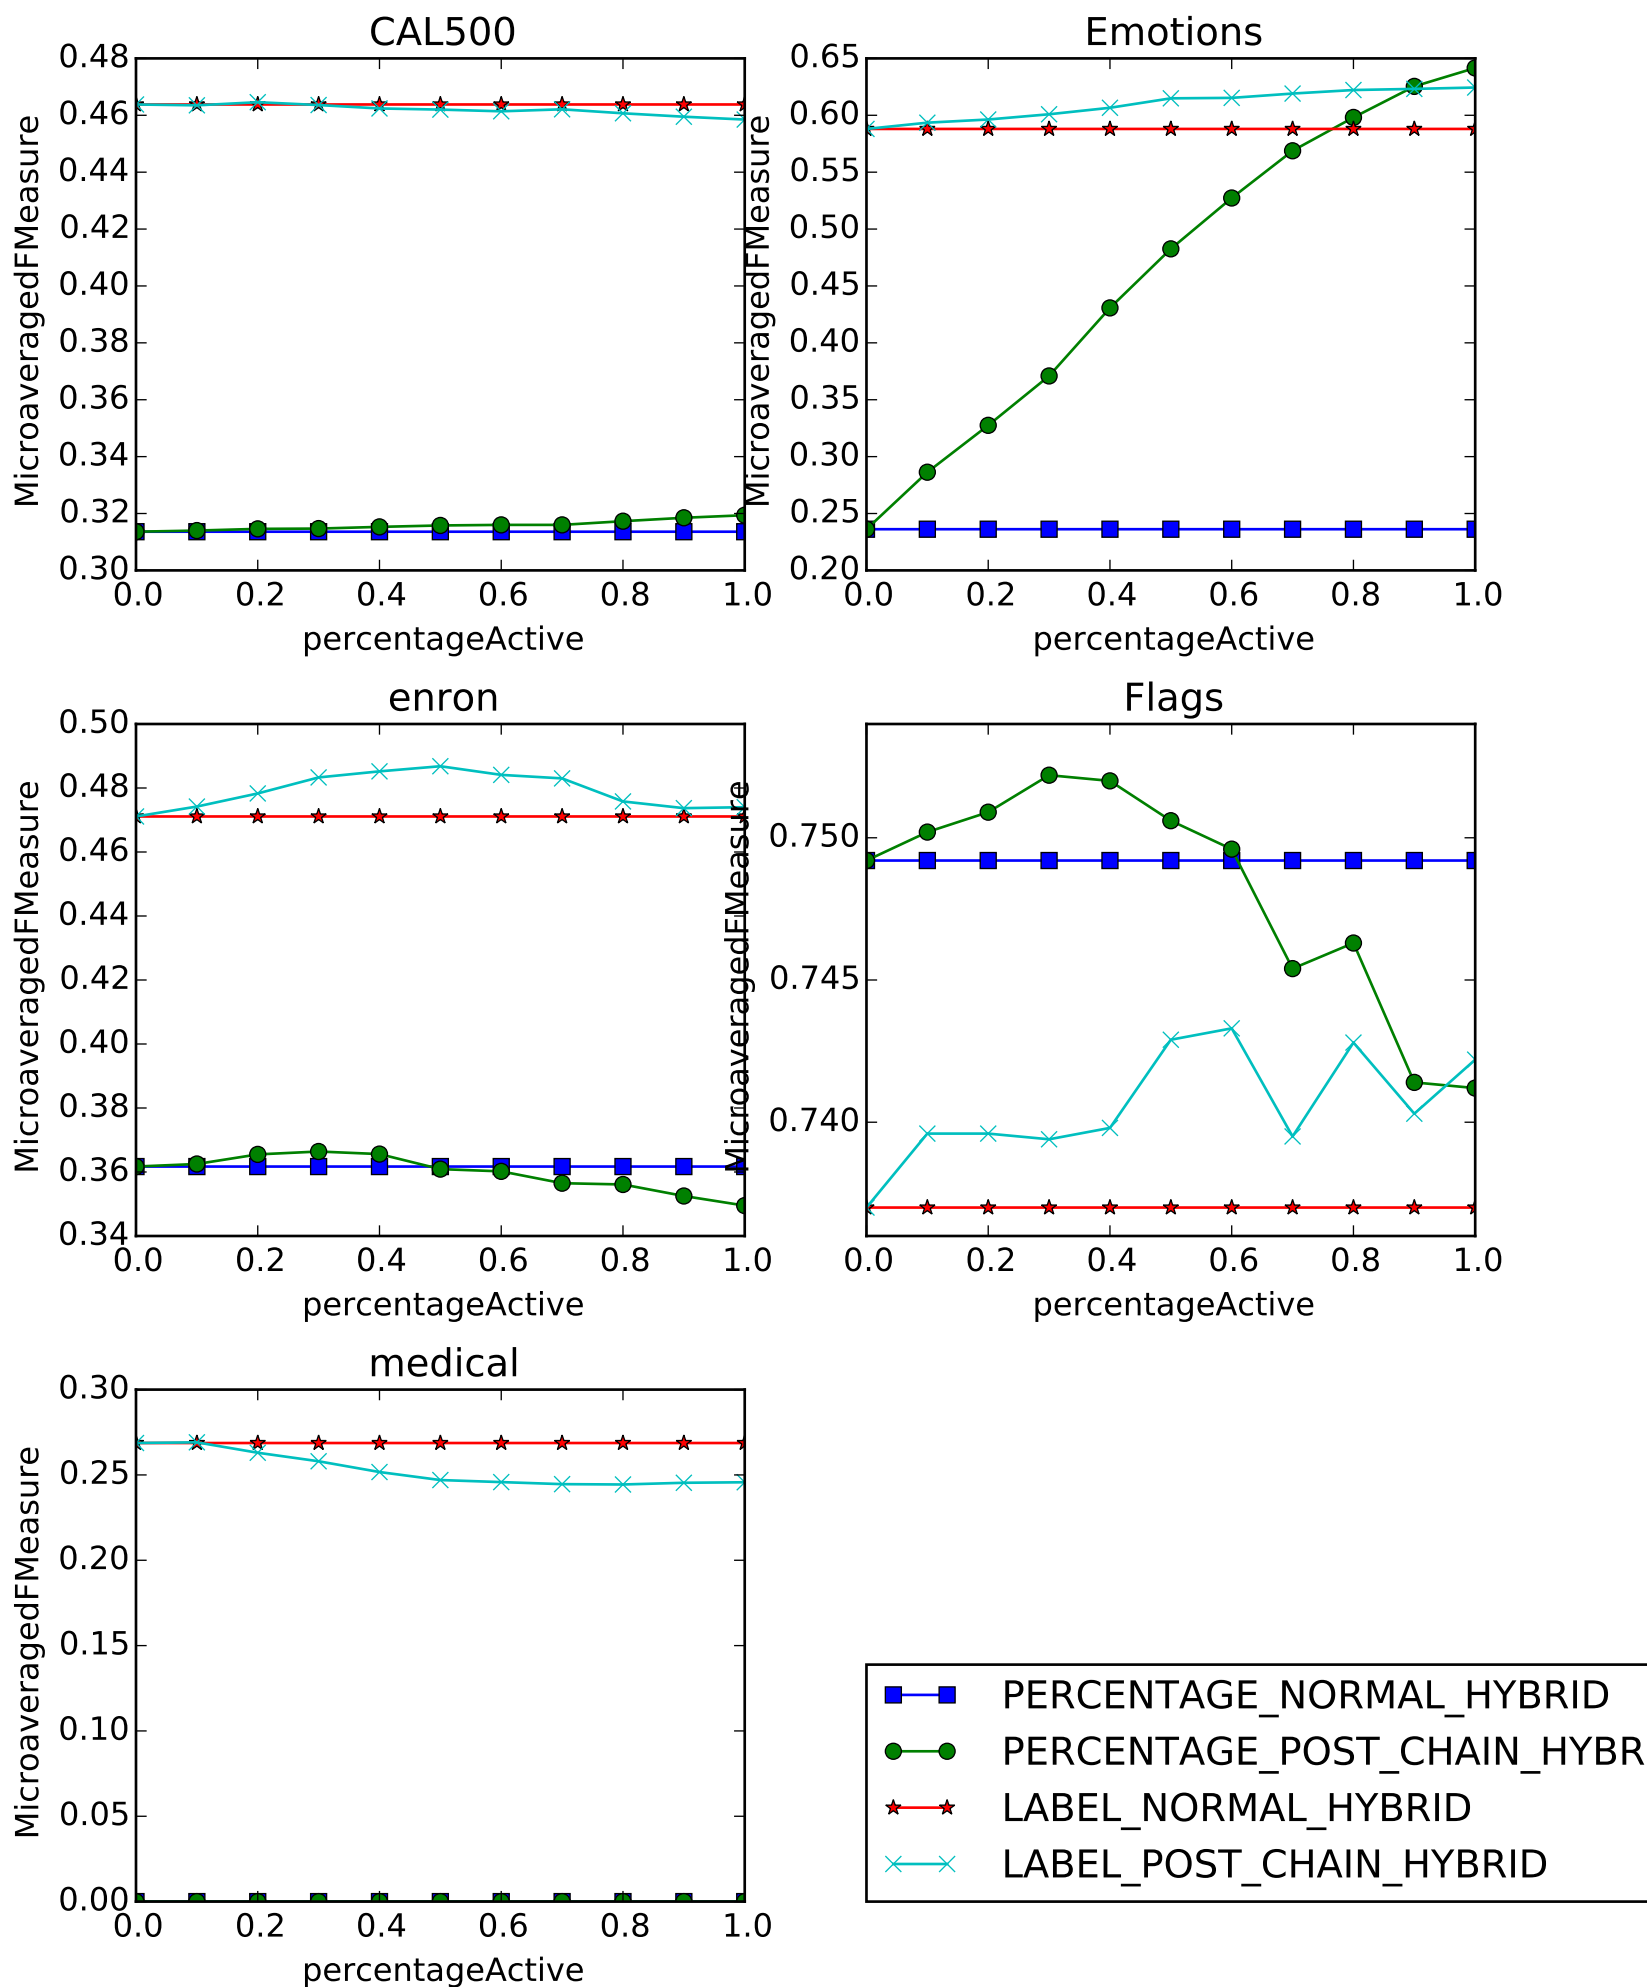 CAL500
MicroaveragedFMeasure
0.48
0.46
0.44
0.42
0.40
0.38
0.36
0.34
0.32
0.30
0.0 0.2 0.4 0.6 0.8 1.0
percentageActive
Emotions
MicroaveragedFMeasure
0.65
0.60
0.55
0.50
0.45
0.40
0.35
0.30
0.25
0.20
0.0 0.2 0.4 0.6 0.8 1.0
percentageActive
enron
MicroaveragedFMeasure
0.50
0.48
0.46
0.44
0.42
0.40
0.38
0.36
0.34
0.0 0.2 0.4 0.6 0.8 1.0
percentageActive
Flags
MicroaveragedFMeasure
0.750
0.745
0.740
0.0 0.2 0.4 0.6 0.8 1.0
percentageActive
medical
MicroaveragedFMeasure
0.30
0.25
0.20
0.15
0.10
0.05
0.00
0.0 0.2 0.4 0.6 0.8 1.0
percentageActive
PERCENTAGE_NORMAL_HYBRID
PERCENTAGE_POST_CHAIN_HYBR
LABEL_NORMAL_HYBRID
LABEL_POST_CHAIN_HYBRID